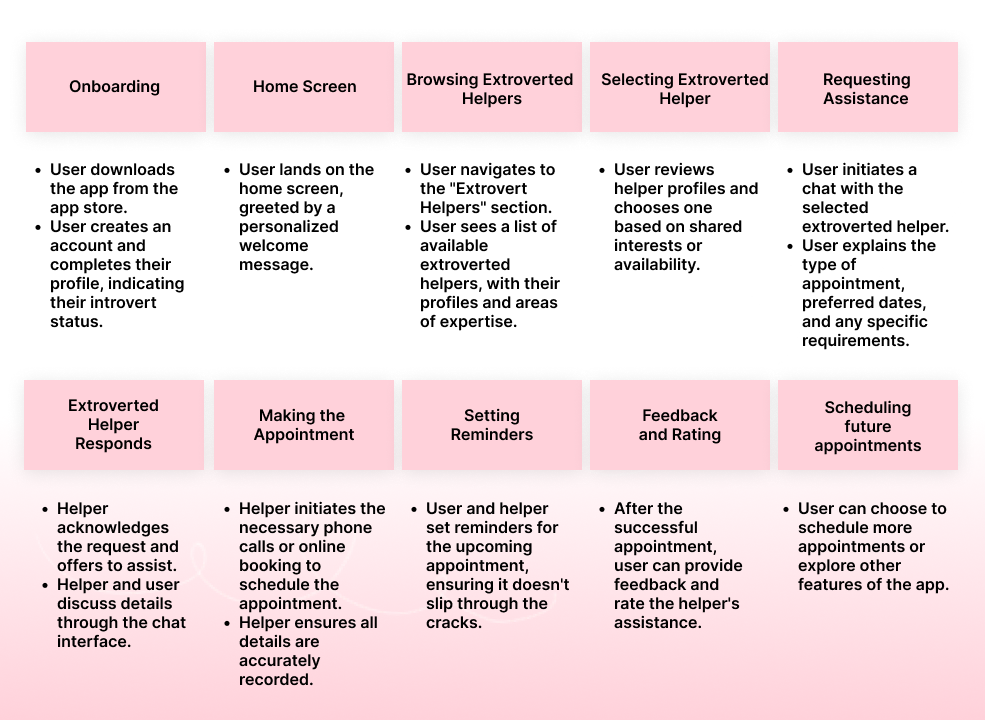 Onboarding
Home Screen
Browsing Extroverted
Helpers
Selecting Extroverted
Helper
Requesting
Assistance
• User downloads
the app from the
app store.
• User creates an
account and
completes their
profile, indicating
their introvert
status.
• User lands on the
home screen,
greeted by a
personalized
welcome
message.
• User navigates to
the "Extrovert
Helpers" section.
• User sees a list of
available
extroverted
helpers, with their
profiles and areas
of expertise.
• User reviews
helper profiles and
chooses one
based on shared
interests or
availability.
• User initiates a
chat with the
selected
extroverted helper.
• User explains the
type of
appointment,
preferred dates,
and any specific
requirements.
Extroverted
Helper
Responds
Making the
Appointment
Setting
Reminders
Feedback
and Rating
Scheduling
future
appointments
• Helper
acknowledges
the request and
offers to assist.
• Helper and user
discuss details
through the chat
interface.
• Helper initiates the
necessary phone
calls or online
booking to
schedule the
appointment.
• Helper ensures all
details are
accurately
recorded.
• User and helper
set reminders for
the upcoming
appointment,
ensuring it doesn't
slip through the
cracks.
• After the
successful
appointment,
user can provide
feedback and
rate the helper's
assistance.
• User can choose to
schedule more
appointments or
explore other
features of the app.